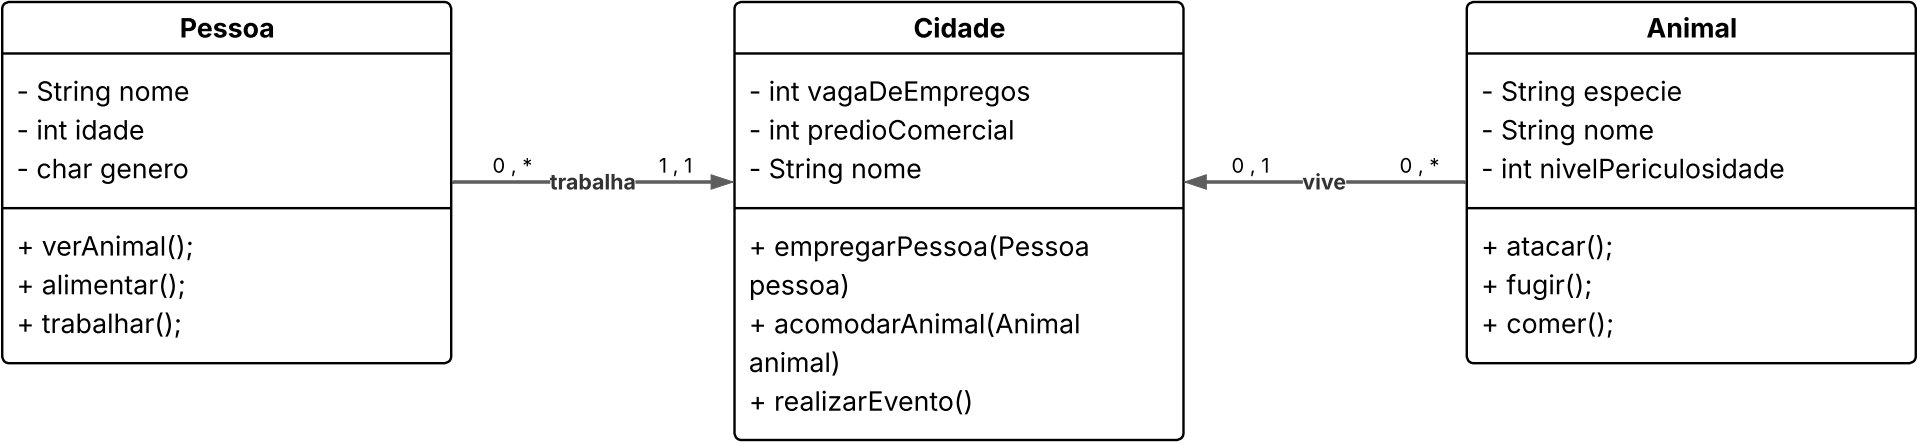 Pessoa
- String nome
- int idade
- char genero
+ verAnimal();
+ alimentar();
+ trabalhar();
0 , *
trabalha
1 , 1
Cidade
- int vagaDeEmpregos
- int predioComercial
- String nome
+ empregarPessoa(Pessoa
pessoa)
+ acomodarAnimal(Animal
animal)
+ realizarEvento()
0 , 1
vive
0 , *
Animal
- String especie
- String nome
- int nivelPericulosidade
+ atacar();
+ fugir();
+ comer();